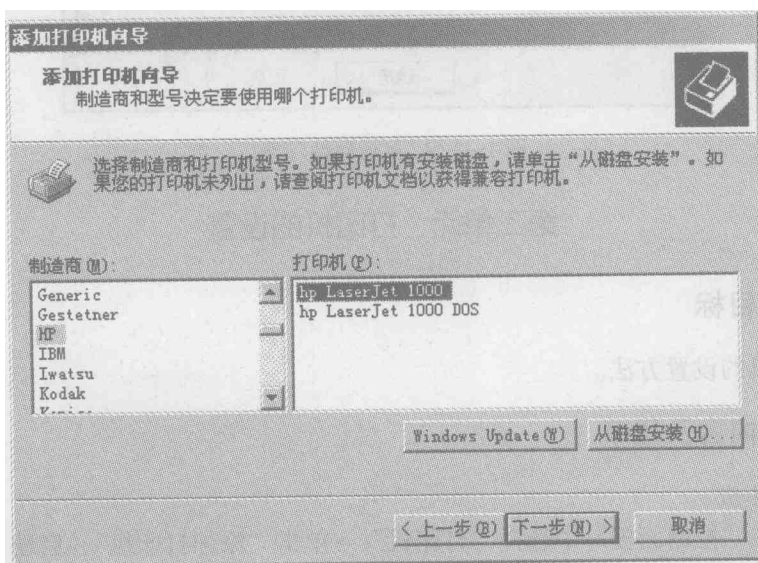 添加打印机向导
添加打印机向导
制造商和型号决定要使用哪个打印机。
选择制造商和打印机型号。如果打印机有安装磁盘，请单击“从磁盘安装”。如
果您的打印机未列出，请查阅打印机文档以获得兼容打印机。
制造商(M):
打印机(P):
Generic
Gestetner
HP
IBM
Iwatsu
Kodak
hp LaserJet 1000
hp LaserJet 1000 DOS
Windows Update(W)
从磁盘安装(H)...
< 上一步(B)
下一步(N) >
取消